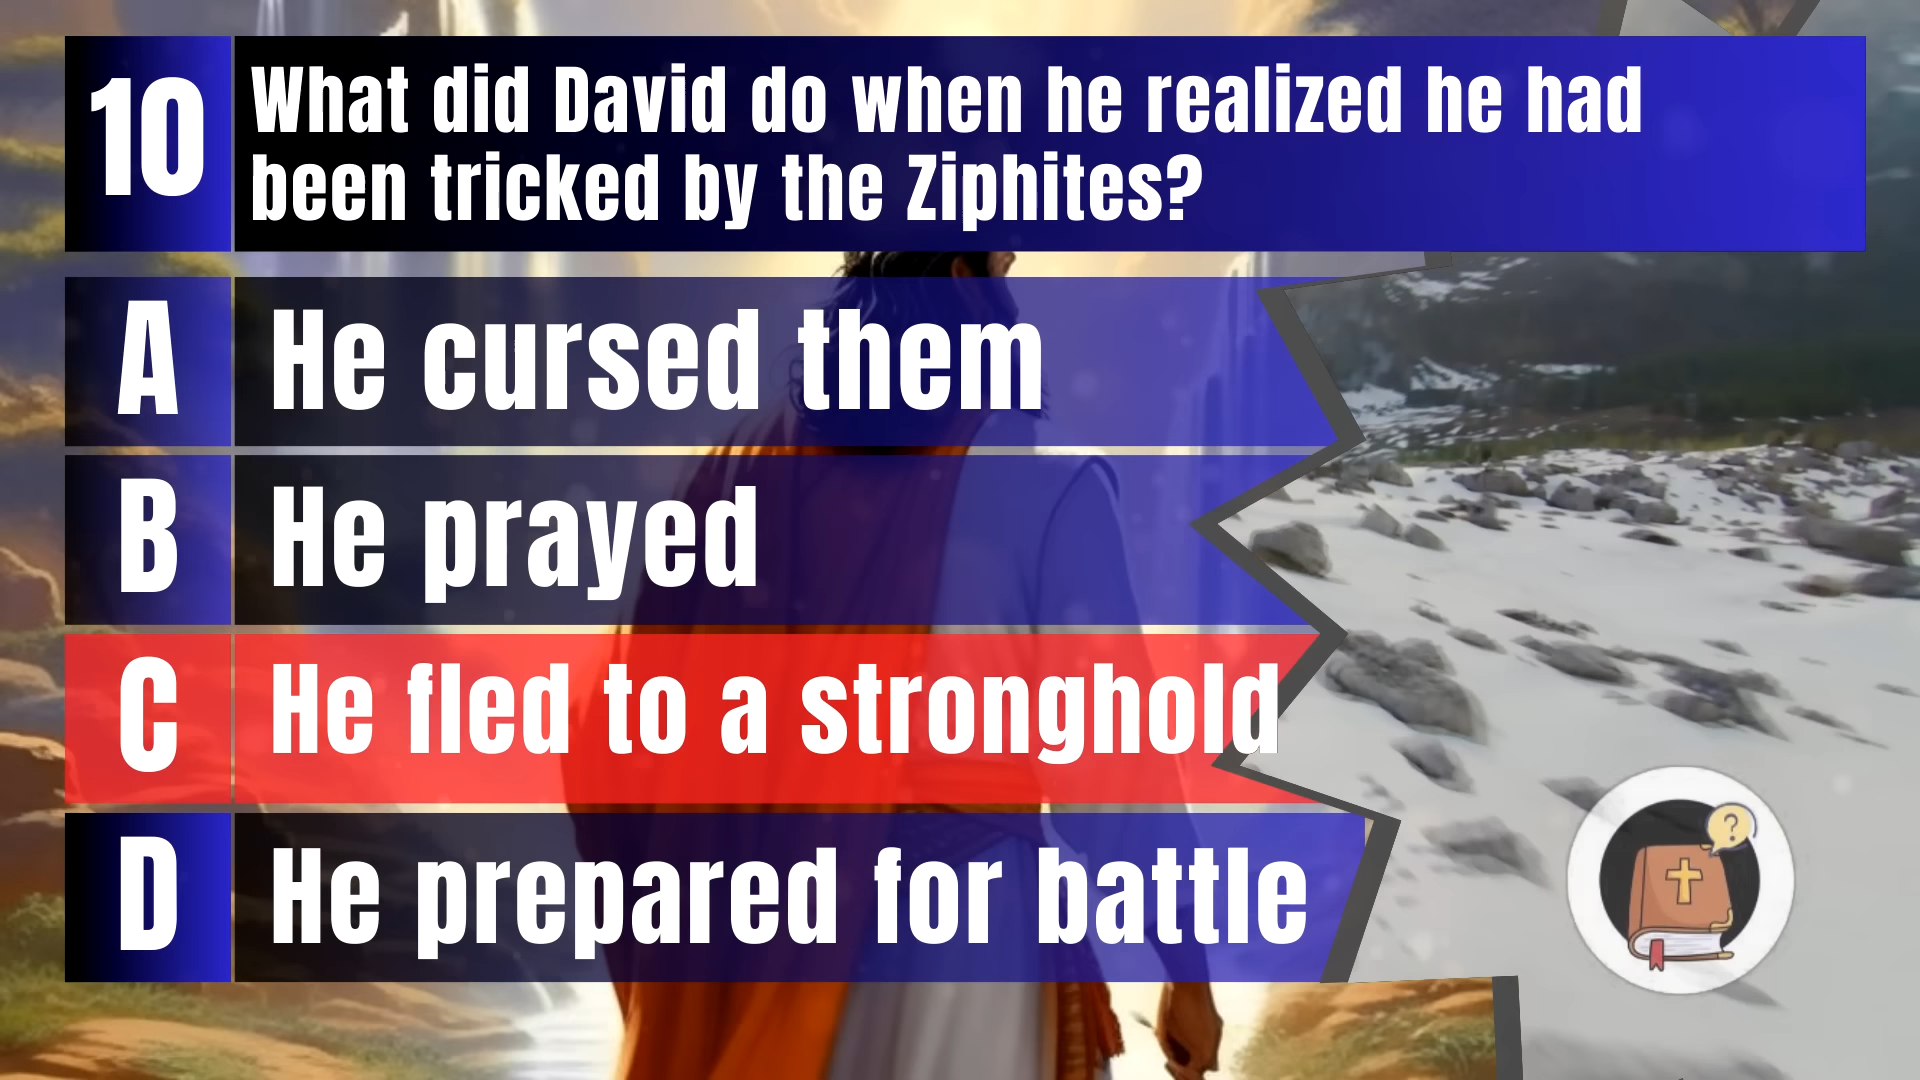 10
What did David do when he realized he had
been tricked by the Ziphites?
A
He cursed them
B
He prayed
C
He fled to a stronghold
D
He prepared for battle
?